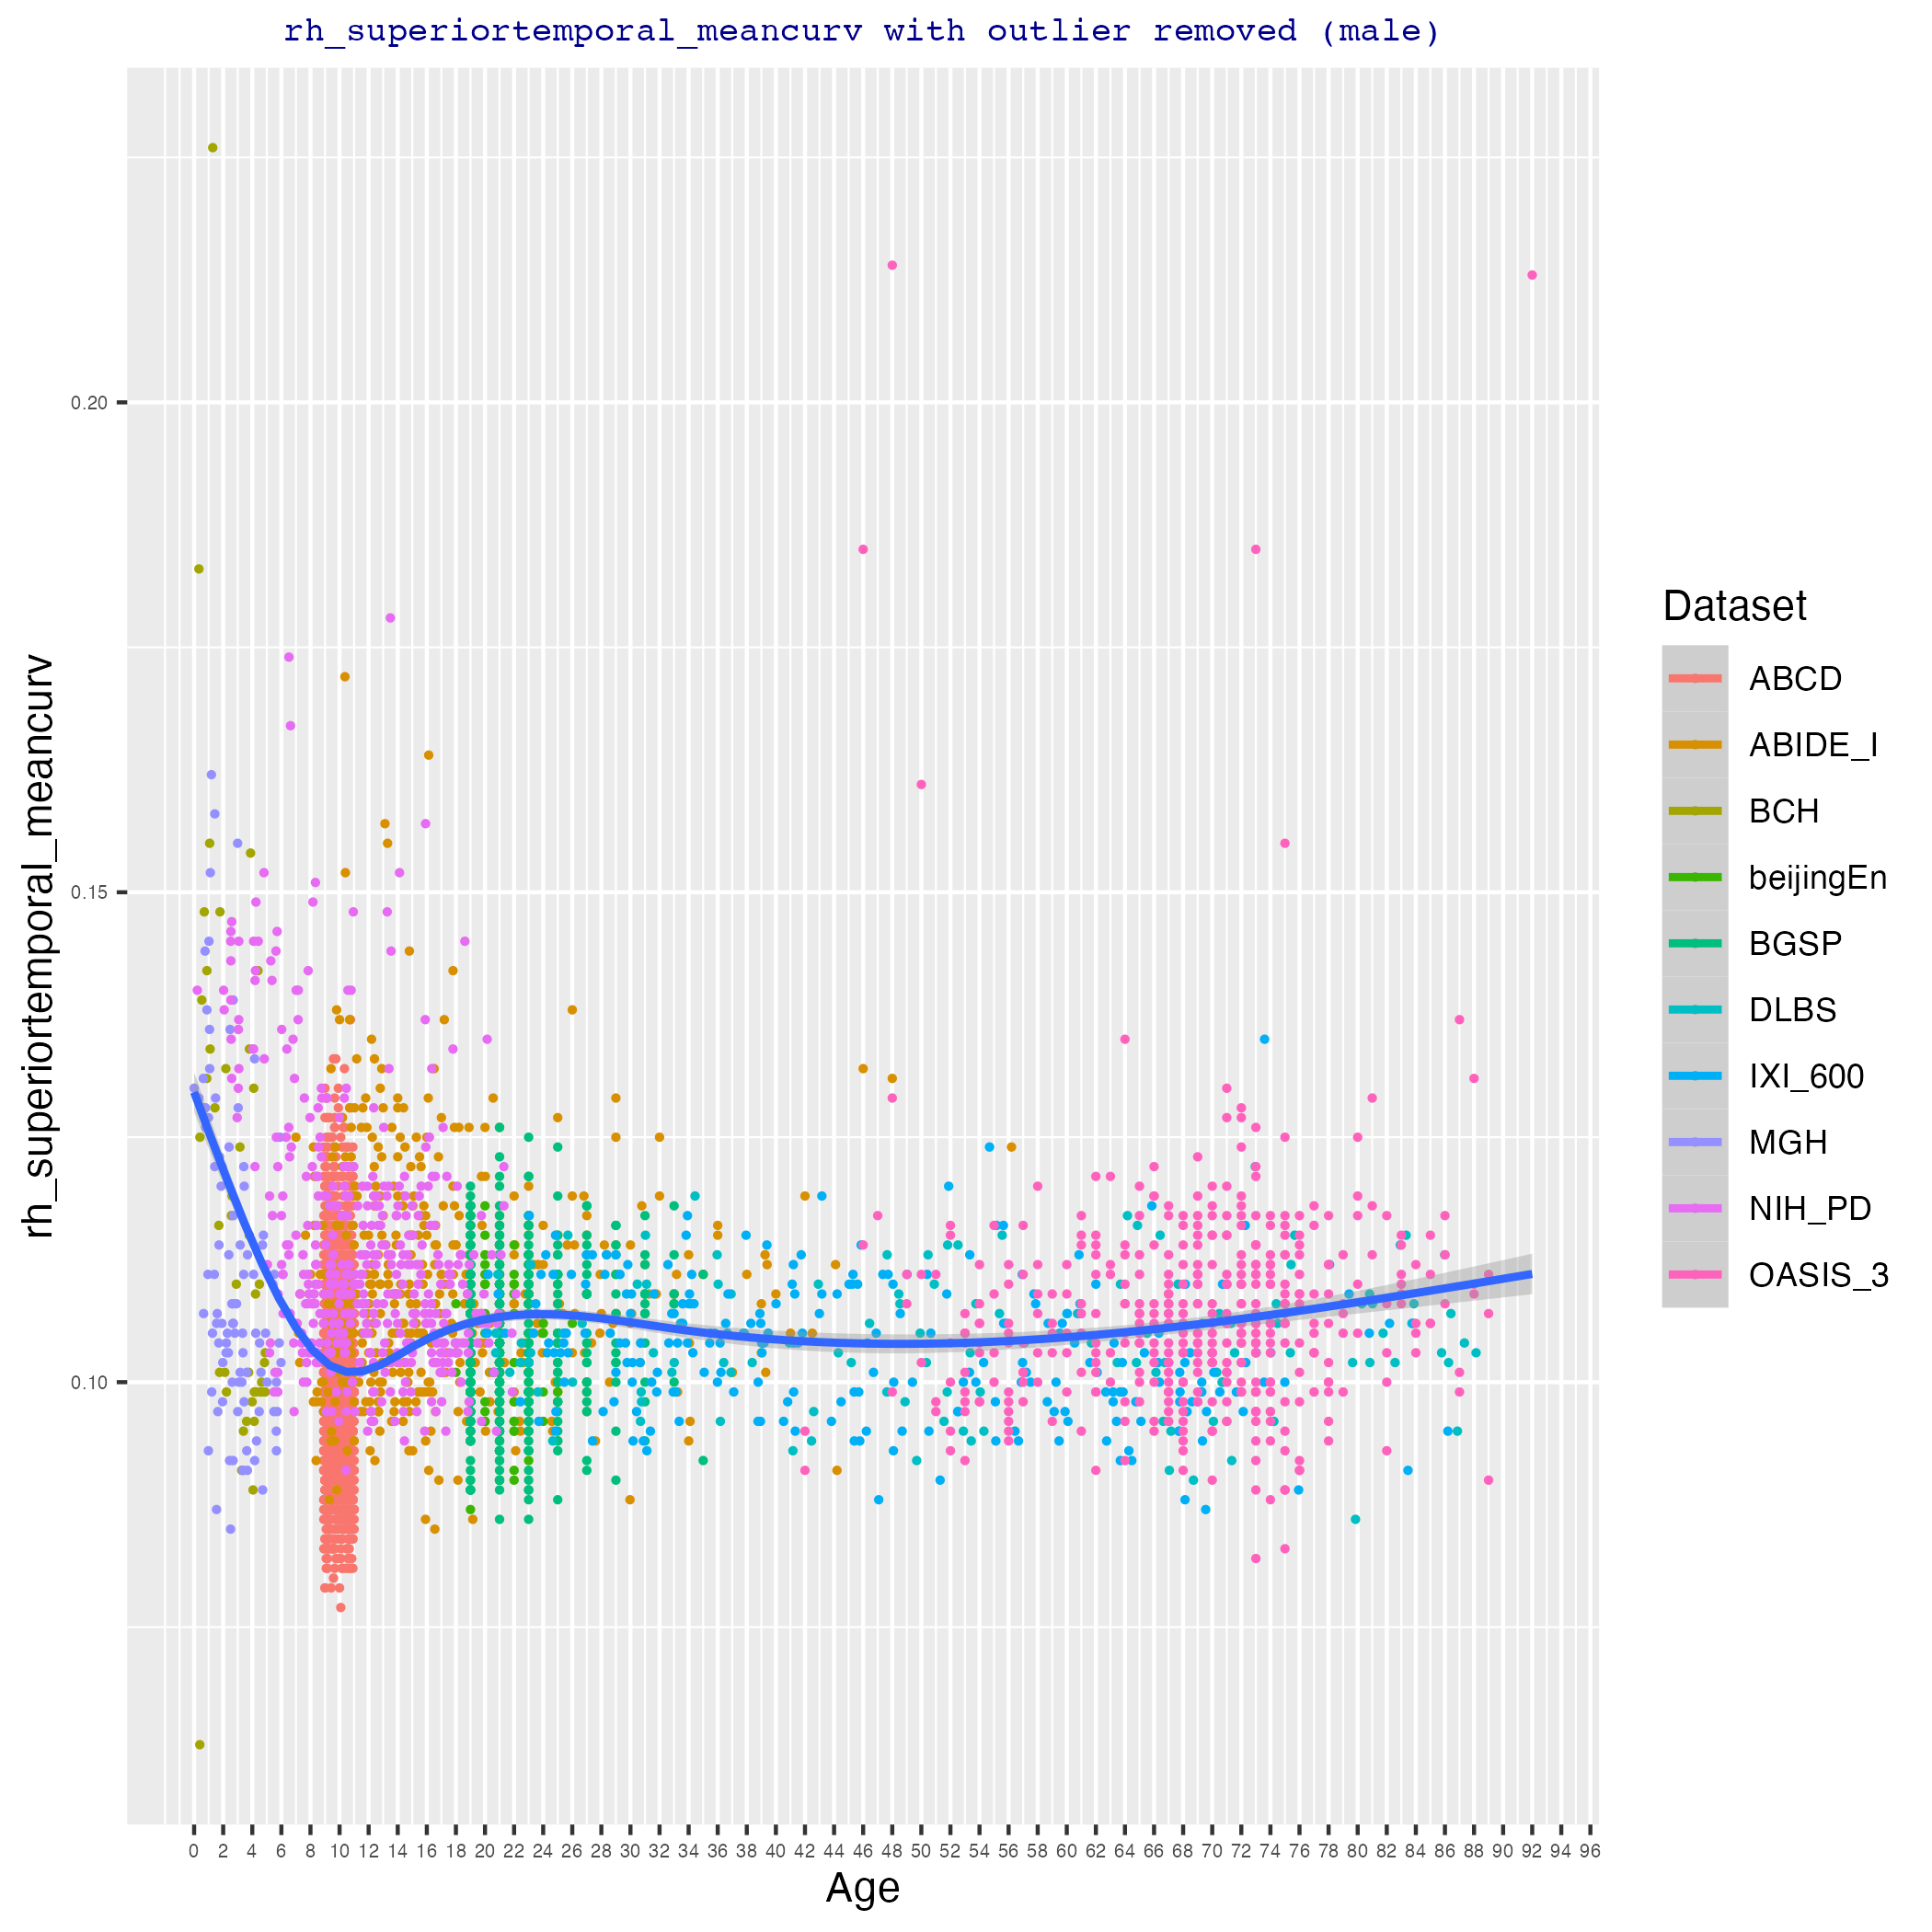 rh_superiortemporal_meancurv with outlier removed (male)
rh_superiortemporal_meancurv
0.20
0.15
0.10
0 2 4 6 8 10 12 14 16 18 20 22 24 26 28 30 32 34 36 38 40 42 44 46 48 50 52 54 56 58 60 62 64 66 68 70 72 74 76 78 80 82 84 86 88 90 92 94 96
Age
Dataset
ABCD
ABIDE_I
BCH
beijingEn
BGSP
DLBS
IXI_600
MGH
NIH_PD
OASIS_3